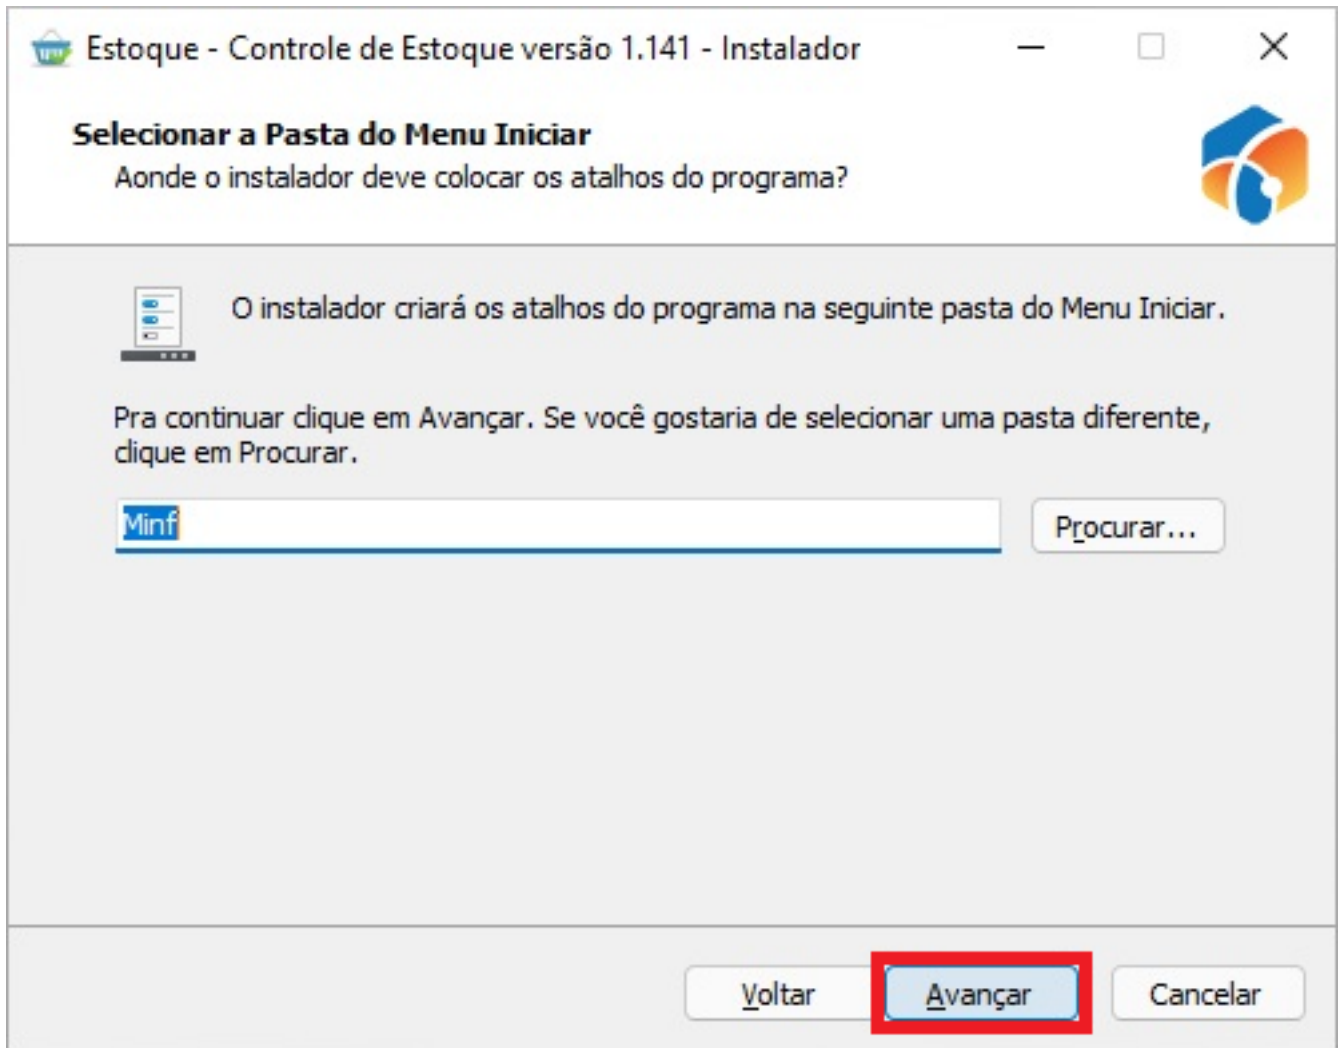 Estoque - Controle de Estoque versão 1.141 - Instalador
Selecionar a Pasta do Menu Iniciar
Aonde o instalador deve colocar os atalhos do programa?
O instalador criará os atalhos do programa na seguinte pasta do Menu Iniciar.
Pra continuar clique em Avançar. Se você gostaria de selecionar uma pasta diferente,
clique em Procurar.
Minf
Procurar...
Voltar
Avançar
Cancelar